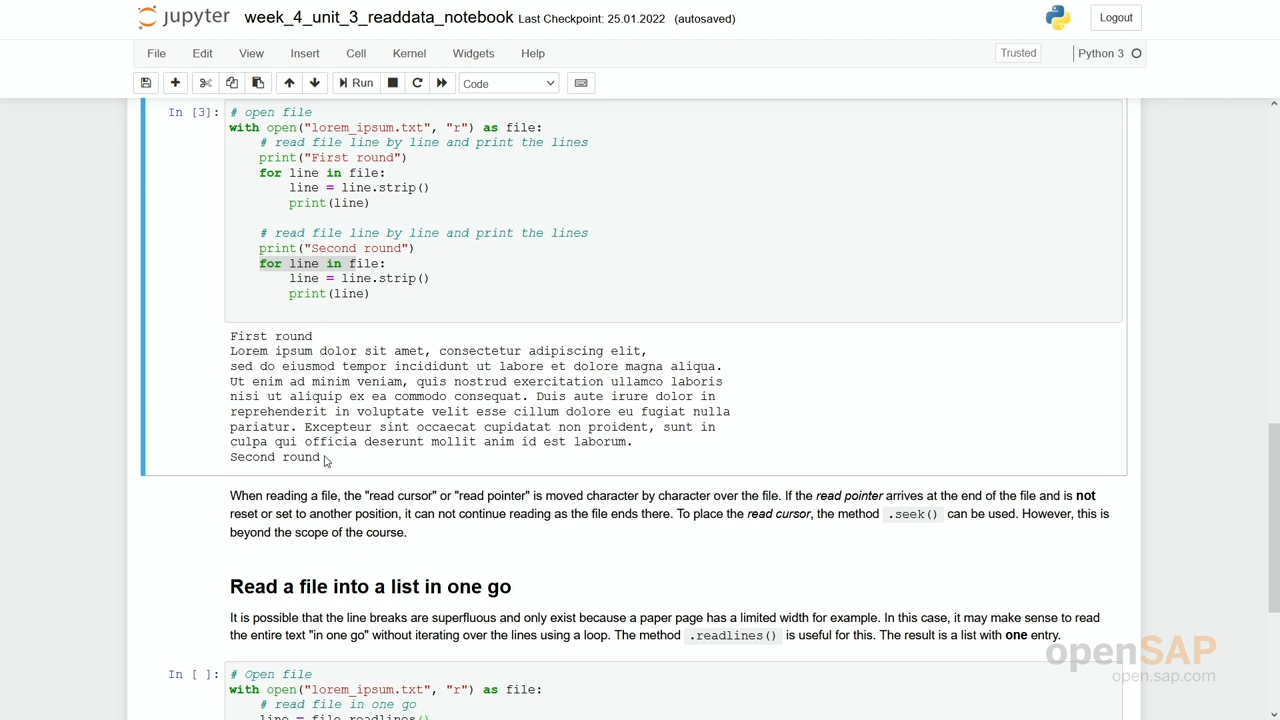 jupyter week_4_unit_3_readdata_notebook Last Checkpoint: 25.01.2022 (autosaved) Logout
File Edit View Insert Cell Kernel Widgets Help Trusted Python 3
Run Code
In [3]: # open file
with open("lorem_ipsum.txt", "r") as file:
    # read file line by line and print the lines
    print("First round")
    for line in file:
        line = line.strip()
        print(line)

    # read file line by line and print the lines
    print("Second round")
    for line in file:
        line = line.strip()
        print(line)
First round
Lorem ipsum dolor sit amet, consectetur adipiscing elit,
sed do eiusmod tempor incididunt ut labore et dolore magna aliqua.
Ut enim ad minim veniam, quis nostrud exercitation ullamco laboris
nisi ut aliquip ex ea commodo consequat. Duis aute irure dolor in
reprehenderit in voluptate velit esse cillum dolore eu fugiat nulla
pariatur. Excepteur sint occaecat cupidatat non proident, sunt in
culpa qui officia deserunt mollit anim id est laborum.
Second round
When reading a file, the "read cursor" or "read pointer" is moved character by character over the file. If the read pointer arrives at the end of the file and is not
reset or set to another position, it can not continue reading as the file ends there. To place the read cursor, the method .seek() can be used. However, this is
beyond the scope of the course.
Read a file into a list in one go
It is possible that the line breaks are superfluous and only exist because a paper page has a limited width for example. In this case, it may make sense to read
the entire text "in one go" without iterating over the lines using a loop. The method .readlines() is useful for this. The result is a list with one entry.
openSAP
open.sap.com
In [ ]: # Open file
with open("lorem_ipsum.txt", "r") as file:
    # read file in one go
    line = file.readlines()